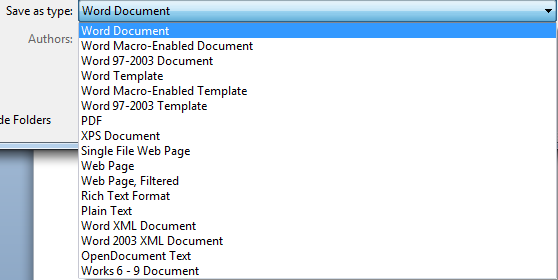 Save as type: Word Document
Word Document
Authors: Word Macro-Enabled Document
Word 97-2003 Document
Word Template
Word Macro-Enabled Template
Word 97-2003 Template
de Folders
PDF
XPS Document
Single File Web Page
Web Page
Web Page, Filtered
Rich Text Format
Plain Text
Word XML Document
Word 2003 XML Document
OpenDocument Text
Works 6 - 9 Document